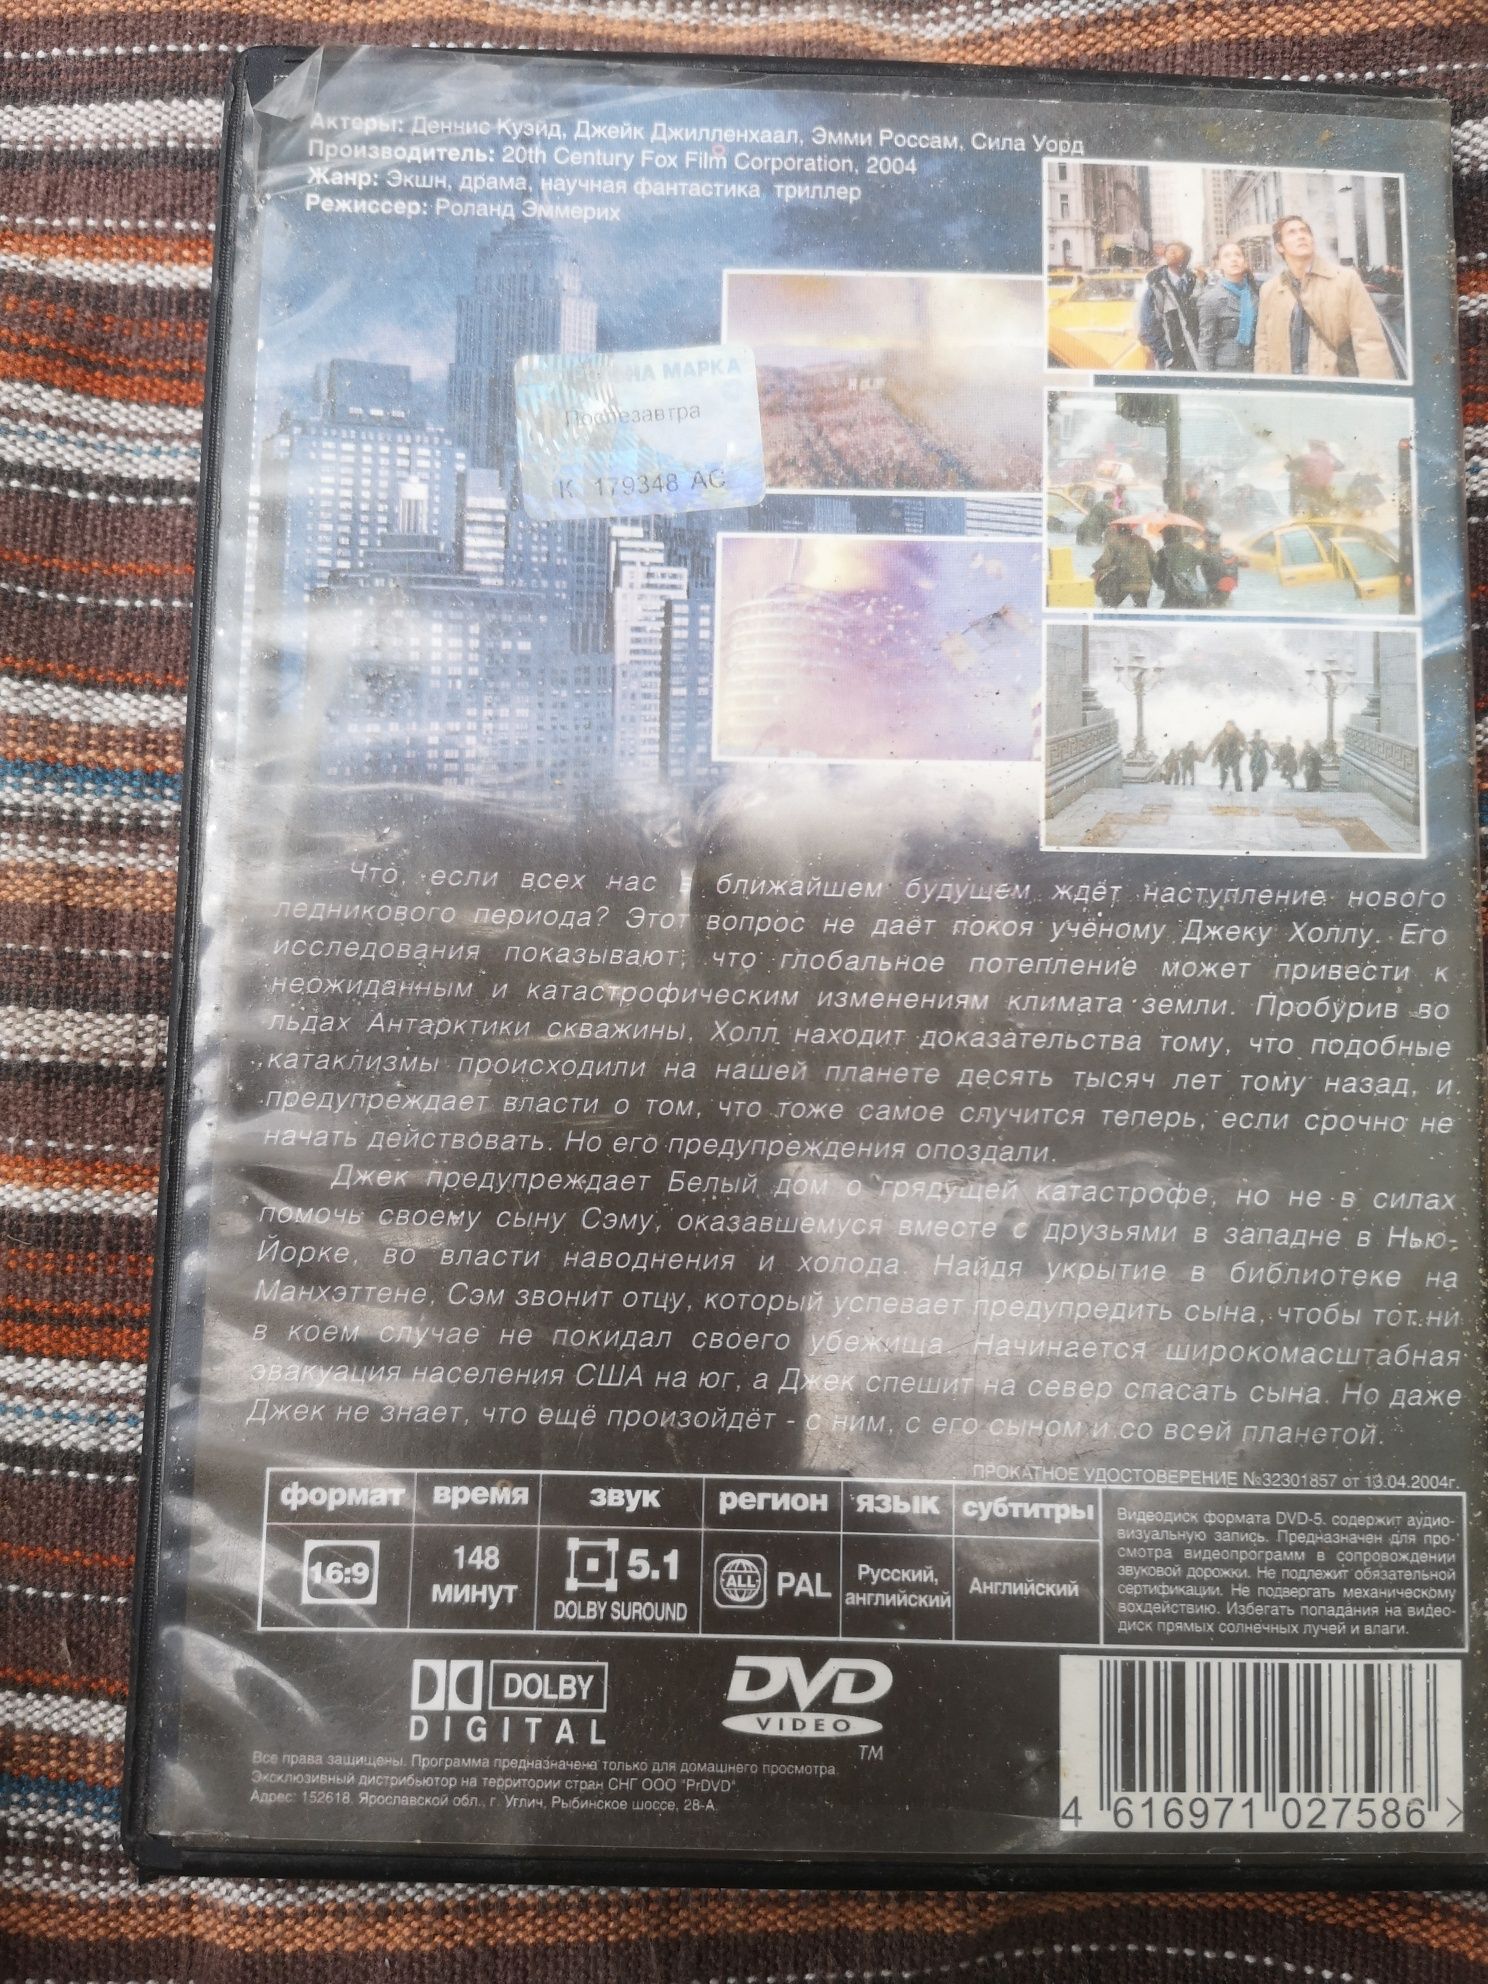 Актеры: Деннис Куэйд, Джейк Джилленхаал, Эмми Россам, Сила Уорд
Производитель: 20th Century Fox Film Corporation, 2004
Жанр: Экшн, драма, научная фантастика триллер
Режиссер: Роланд Эммерих
НА МАРКА
Послезавтра
К 179348 АС
Что, если всех нас в ближайшем будущем ждёт наступление нового
ледникового периода? Этот вопрос не даёт покоя учёному Джеку Холлу. Его
исследования показывают, что глобальное потепление может привести к
неожиданным и катастрофическим изменениям климата земли. Пробурив во
льдах Антарктики скважины, Холл находит доказательства тому, что подобные
катаклизмы происходили на нашей планете десять тысяч лет тому назад, и
предупреждает власти о том, что тоже самое случится теперь, если срочно не
начать действовать. Но его предупреждения опоздали.
Джек предупреждает Белый дом о грядущей катастрофе, но не в силах
помочь своему сыну Сэму, оказавшемуся вместе с друзьями в западне в Нью-
Йорке, во власти наводнения и холода. Найдя укрытие в библиотеке на
Манхэттене, Сэм звонит отцу, который успевает предупредить сына, чтобы тот ни
в коем случае не покидал своего убежища. Начинается широкомасштабная
эвакуация населения США на юг, а Джек спешит на север спасать сына. Но даже
Джек не знает, что ещё произойдёт - с ним, с его сыном и со всей планетой.
ПРОКАТНОЕ УДОСТОВЕРЕНИЕ №32301857 от 13.04.2004г.
формат время звук регион язык субтитры
16:9 148 минут 5.1 DOLBY SUROUND ALL PAL Русский, английский Английский
Видеодиск формата DVD-5. содержит аудио-
визуальную запись. Предназначен для про-
смотра видеопрограмм в сопровождении
звуковой дорожки. Не подлежит обязательной
сертификации. Не подвергать механическому
вохдействию. Избегать попадания на видео-
диск прямых солнечных лучей и влаги.
DOLBY
DIGITAL
DVD
VIDEO
TM
Все права защищены. Программа предназначена только для домашнего просмотра.
Эксклюзивный дистрибьютор на территории стран СНГ ООО "PrDVD".
Адрес: 152618. Ярославской обл., г. Углич, Рыбинское шоссе, 28-А.
4 616971 027586 >